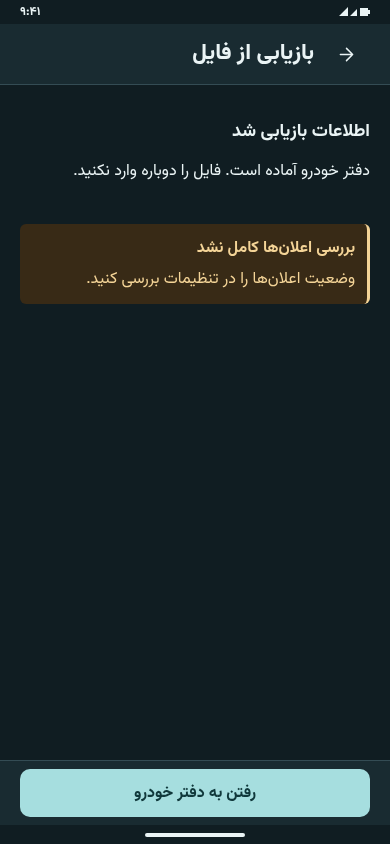 ۹:۴۱
بازیابی از فایل
اطلاعات بازیابی شد
دفتر خودرو آماده است. فایل را دوباره وارد نکنید.
بررسی اعلان‌ها کامل نشد
وضعیت اعلان‌ها را در تنظیمات بررسی کنید.
رفتن به دفتر خودرو